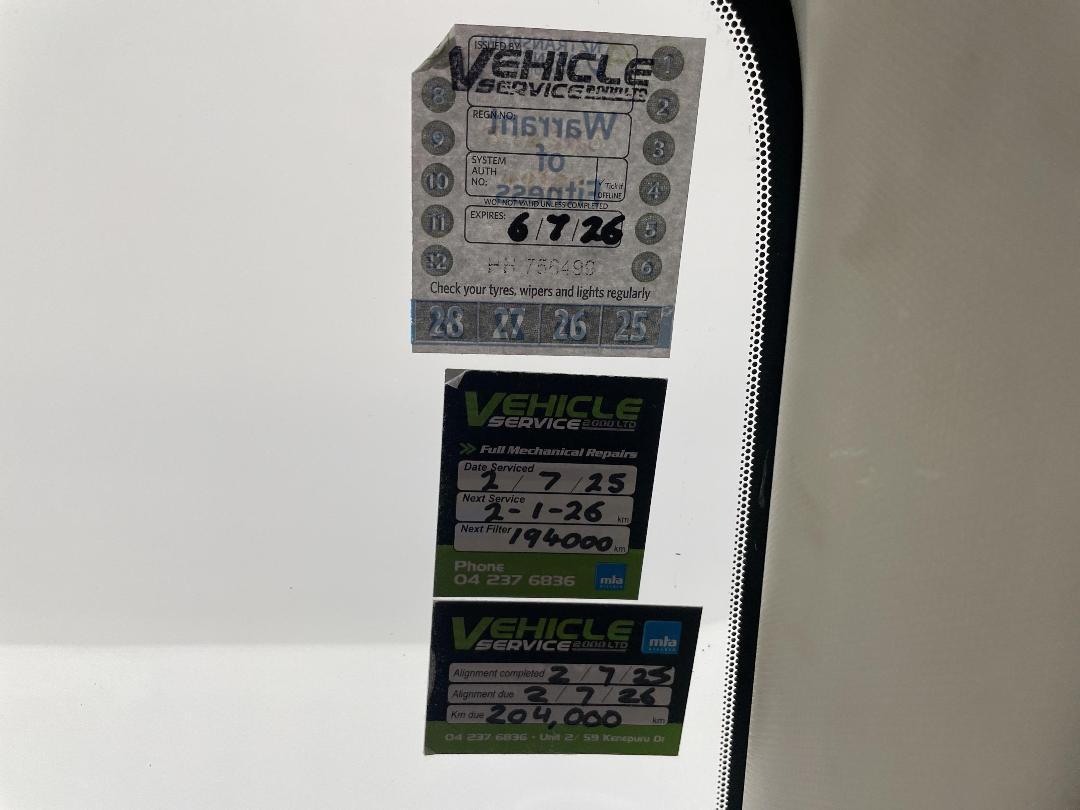 ISSUED BY
NZ TRANSPORT
VEHICLE
SERVICE 2000 LTD
1
8
2
REGN NO:
Warrant
9
3
SYSTEM
AUTH
NO:
of
Fitness
✓ Tick if
OFFLINE
10
4
WOF NOT VALID UNLESS COMPLETED
EXPIRES: 6/7/26
11
5
12
6
Check your tyres, wipers and lights regularly
28 27 26 25
VEHICLE
SERVICE 2000 LTD
Full Mechanical Repairs
Date Serviced
2 / 7 / 25
Next Service
2-1-26 km
Next Filter 194000 km
Phone
04 237 6836 mta
VEHICLE
SERVICE 2000 LTD
mta
Alignment completed 2 / 7 / 25
Alignment due 2 / 7 / 26
Km due 204,000 km
04 237 6836 • Unit 2/ 59 Kenepuru Dr